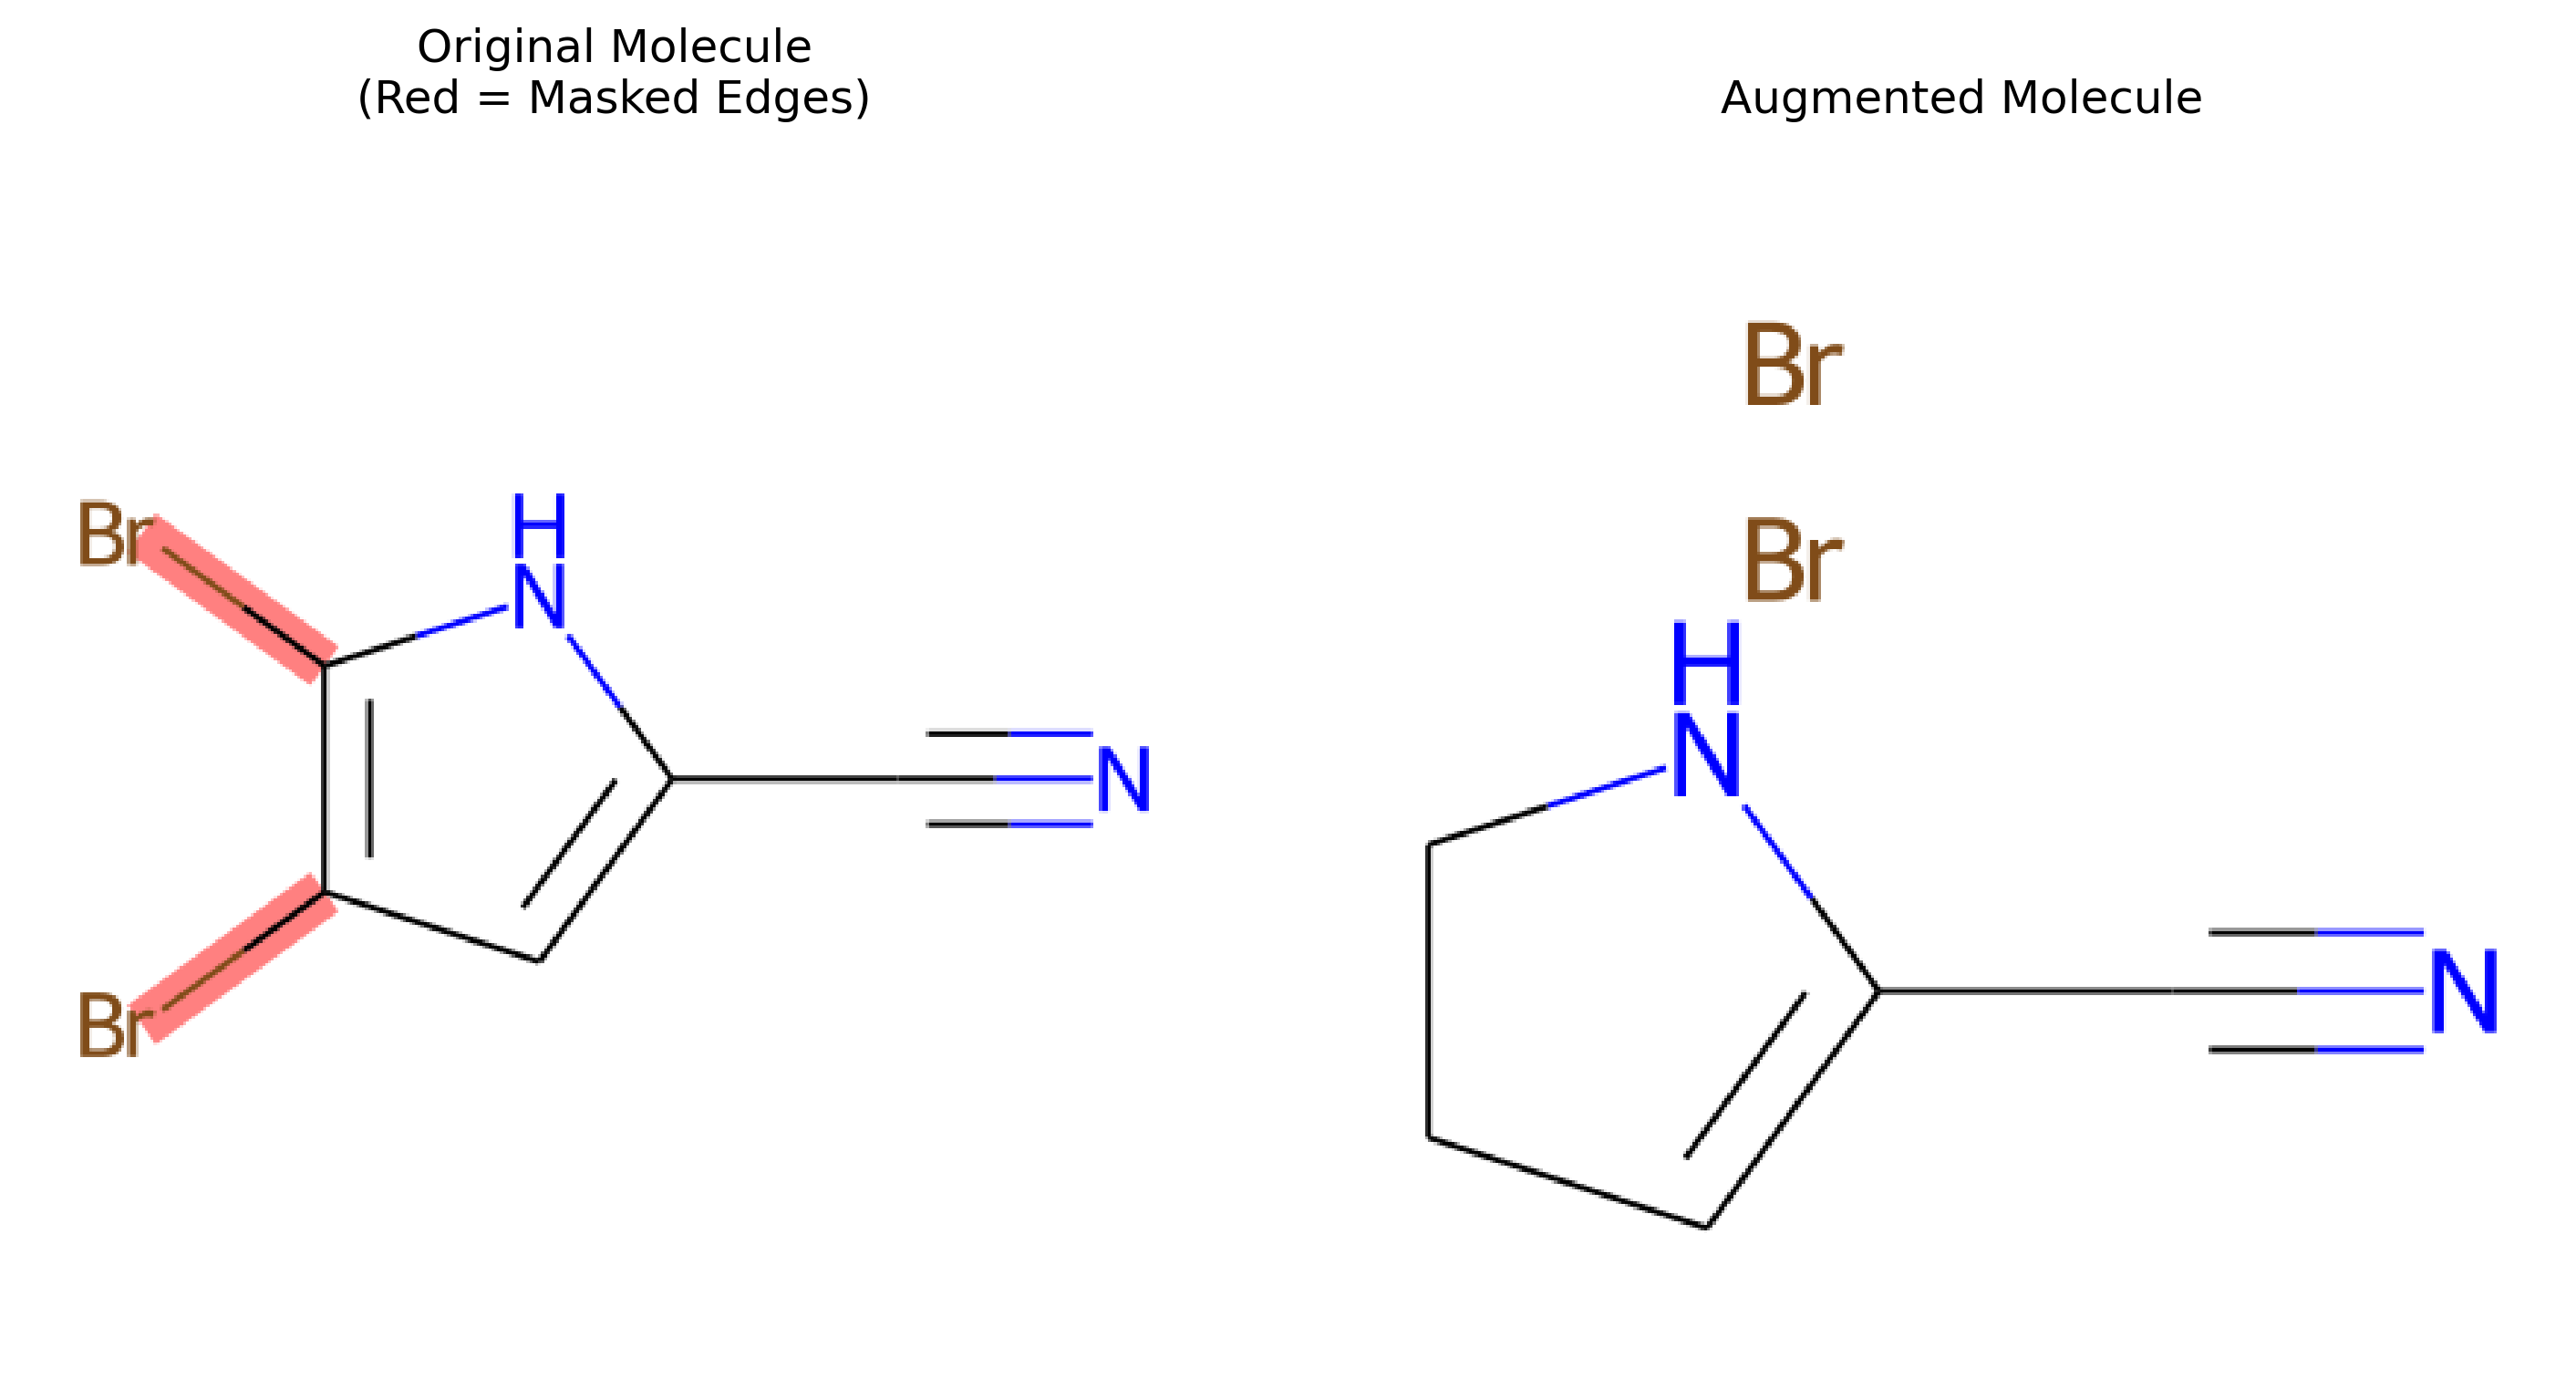 Original Molecule
(Red = Masked Edges)
Augmented Molecule
Br
H
N
N
Br
Br
Br
H
N
N